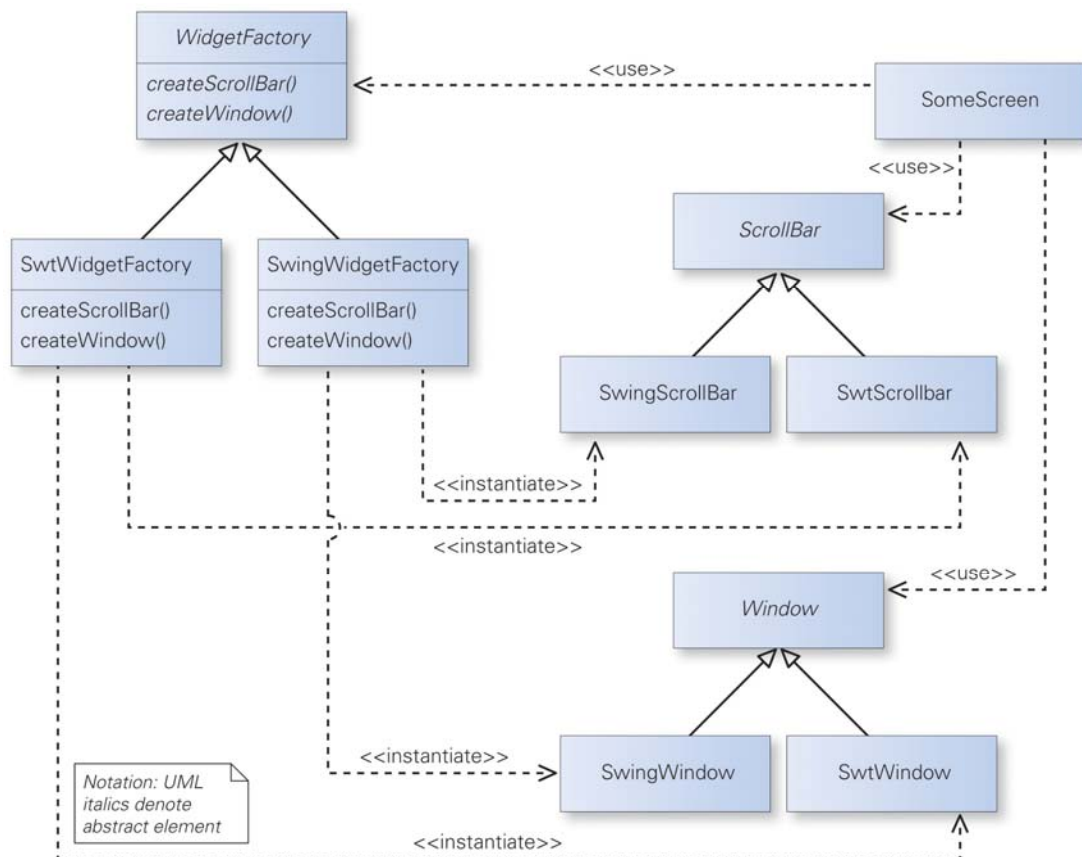 WidgetFactory
createScrollBar()
createWindow()
<<use>>
SomeScreen
<<use>>
ScrollBar
SwtWidgetFactory
createScrollBar()
createWindow()
SwingWidgetFactory
createScrollBar()
createWindow()
SwingScrollBar
SwtScrollbar
<<instantiate>>
<<instantiate>>
<<use>>
Window
<<instantiate>>
SwingWindow
SwtWindow
Notation: UML
italics denote
abstract element
<<instantiate>>